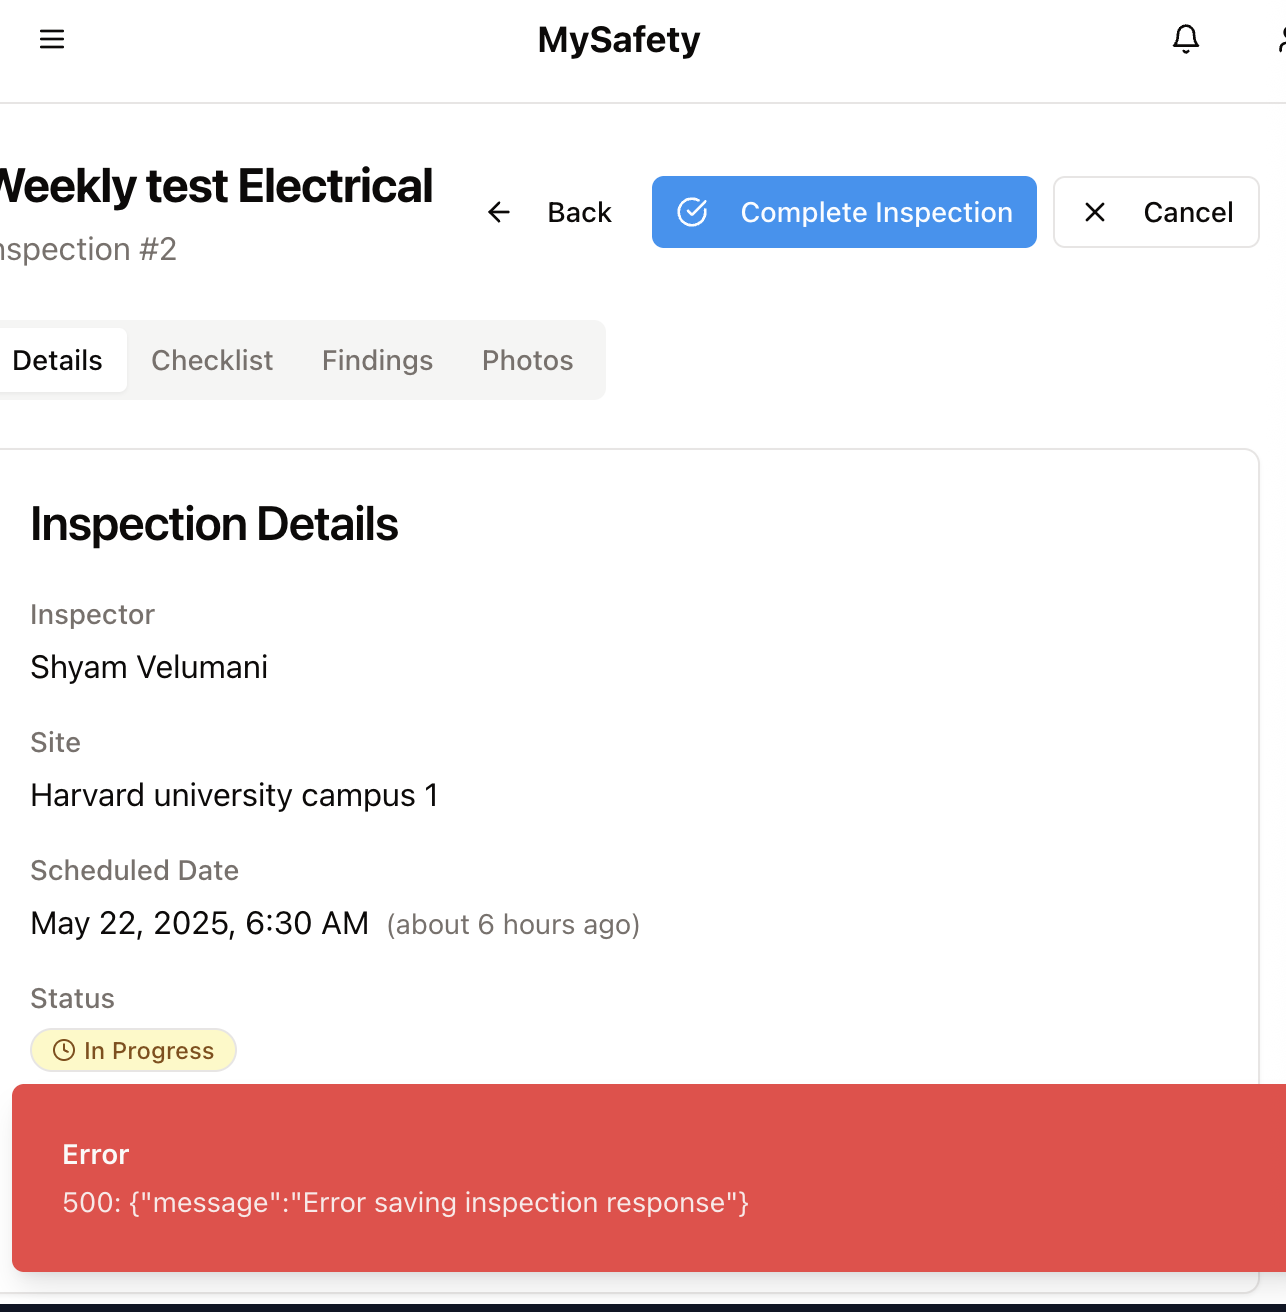 MySafety
Weekly test Electrical
nspection #2
Back
Complete Inspection
Cancel
Details
Checklist
Findings
Photos
Inspection Details
Inspector
Shyam Velumani
Site
Harvard university campus 1
Scheduled Date
May 22, 2025, 6:30 AM (about 6 hours ago)
Status
In Progress
Error
500: {"message":"Error saving inspection response"}